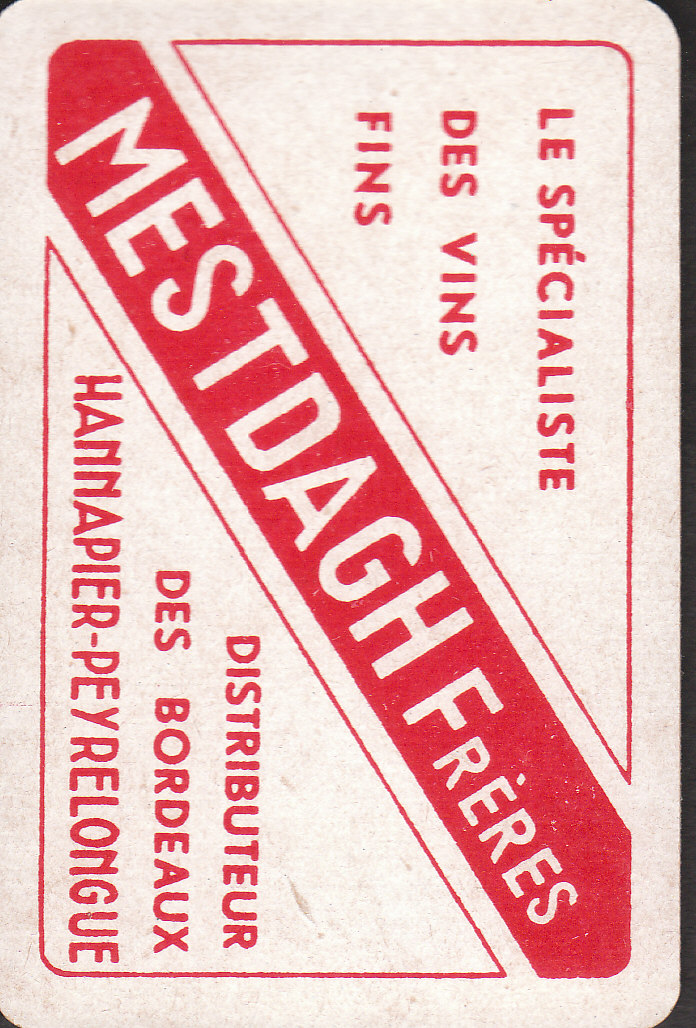 LE SPÉCIALISTE
DES VINS
FINS
MESTDAGH FRÈRES
DISTRIBUTEUR
DES BORDEAUX
HANNAPIER-PEYRELONGUE